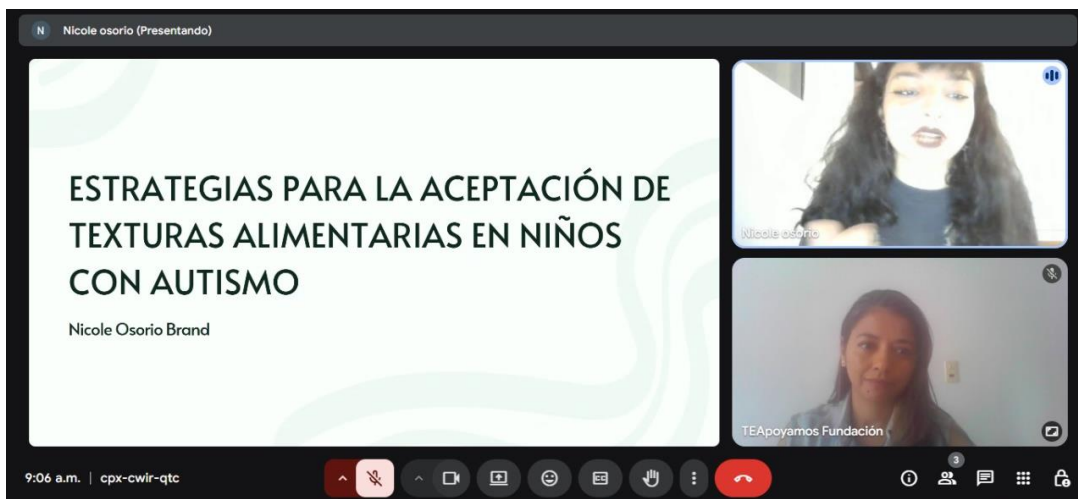 N Nicole osorio (Presentando)
ESTRATEGIAS PARA LA ACEPTACIÓN DE
TEXTURAS ALIMENTARIAS EN NIÑOS
CON AUTISMO
Nicole Osorio Brand
Nicole osorio
TEApoyamos Fundación
9:06 a.m. | cpx-cwir-qtc
CC
3